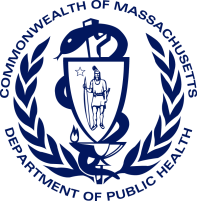 COMMONWEALTH OF MASSACHUSETTS
DEPARTMENT OF PUBLIC HEALTH